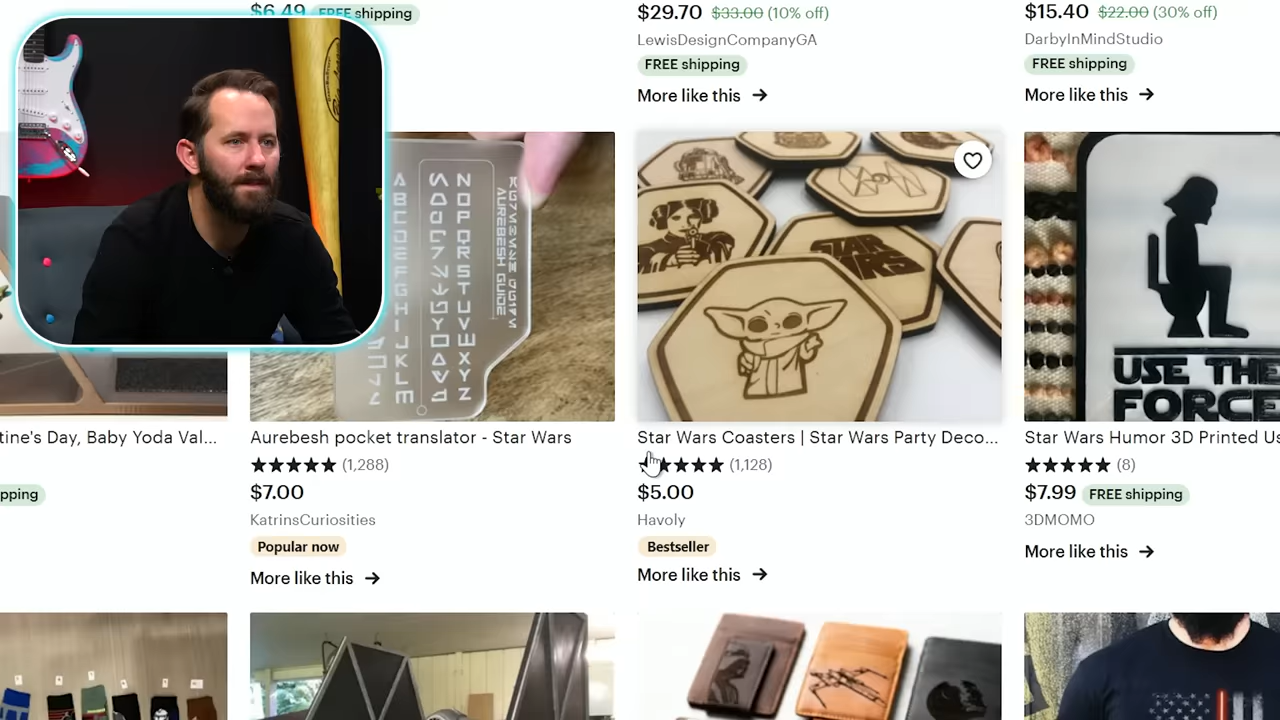 $6.49 FREE shipping
$29.70 $33.00 (10% off)
LewisDesignCompanyGA
FREE shipping
More like this →
$15.40 $22.00 (30% off)
DarbyInMindStudio
FREE shipping
More like this →
A B C D E F G H I J K L M
N O P Q R S T U V W X Y Z
AUREBESH GUIDE
STAR
WARS
USE THE
FORCE
tine's Day, Baby Yoda Val...
pping
Aurebesh pocket translator - Star Wars
★★★★★ (1,288)
$7.00
KatrinsCuriosities
Popular now
More like this →
Star Wars Coasters | Star Wars Party Deco...
★★★★★ (1,128)
$5.00
Havoly
Bestseller
More like this →
Star Wars Humor 3D Printed Us
★★★★★ (8)
$7.99 FREE shipping
3DMOMO
More like this →